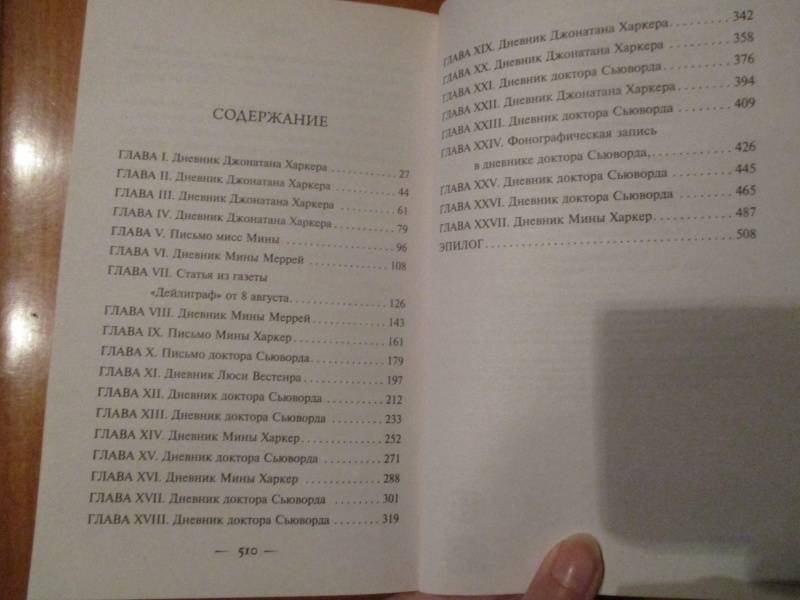 СОДЕРЖАНИЕ
ГЛАВА I. Дневник Джонатана Харкера ........... 27
ГЛАВА II. Дневник Джонатана Харкера ........... 44
ГЛАВА III. Дневник Джонатана Харкера .......... 61
ГЛАВА IV. Дневник Джонатана Харкера .......... 79
ГЛАВА V. Письмо мисс Мины .................. 96
ГЛАВА VI. Дневник Мины Меррей .............. 108
ГЛАВА VII. Статья из газеты
«Дейлиграф» от 8 августа ............... 126
ГЛАВА VIII. Дневник Мины Меррей ............ 143
ГЛАВА IX. Письмо Мины Харкер ............... 161
ГЛАВА X. Письмо доктора Сьюворда ............ 179
ГЛАВА XI. Дневник Люси Вестенра ............. 197
ГЛАВА XII. Дневник доктора Сьюворда .......... 212
ГЛАВА XIII. Дневник доктора Сьюворда ......... 233
ГЛАВА XIV. Дневник Мины Харкер ............. 252
ГЛАВА XV. Дневник доктора Сьюворда .......... 271
ГЛАВА XVI. Дневник Мины Харкер ............. 288
ГЛАВА XVII. Дневник доктора Сьюворда ........ 301
ГЛАВА XVIII. Дневник доктора Сьюворда ....... 319
— 510 —
ГЛАВА XIX. Дневник Джонатана Харкера ......... 342
ГЛАВА XX. Дневник Джонатана Харкера ......... 358
ГЛАВА XXI. Дневник доктора Сьюворда .......... 376
ГЛАВА XXII. Дневник Джонатана Харкера ........ 394
ГЛАВА XXIII. Дневник доктора Сьюворда ........ 409
ГЛАВА XXIV. Фонографическая запись
в дневнике доктора Сьюворда, ........... 426
ГЛАВА XXV. Дневник доктора Сьюворда ......... 445
ГЛАВА XXVI. Дневник доктора Сьюворда ........ 465
ГЛАВА XXVII. Дневник Мины Харкер ........... 487
ЭПИЛОГ .................................. 508